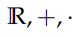 ℝ, +, ·